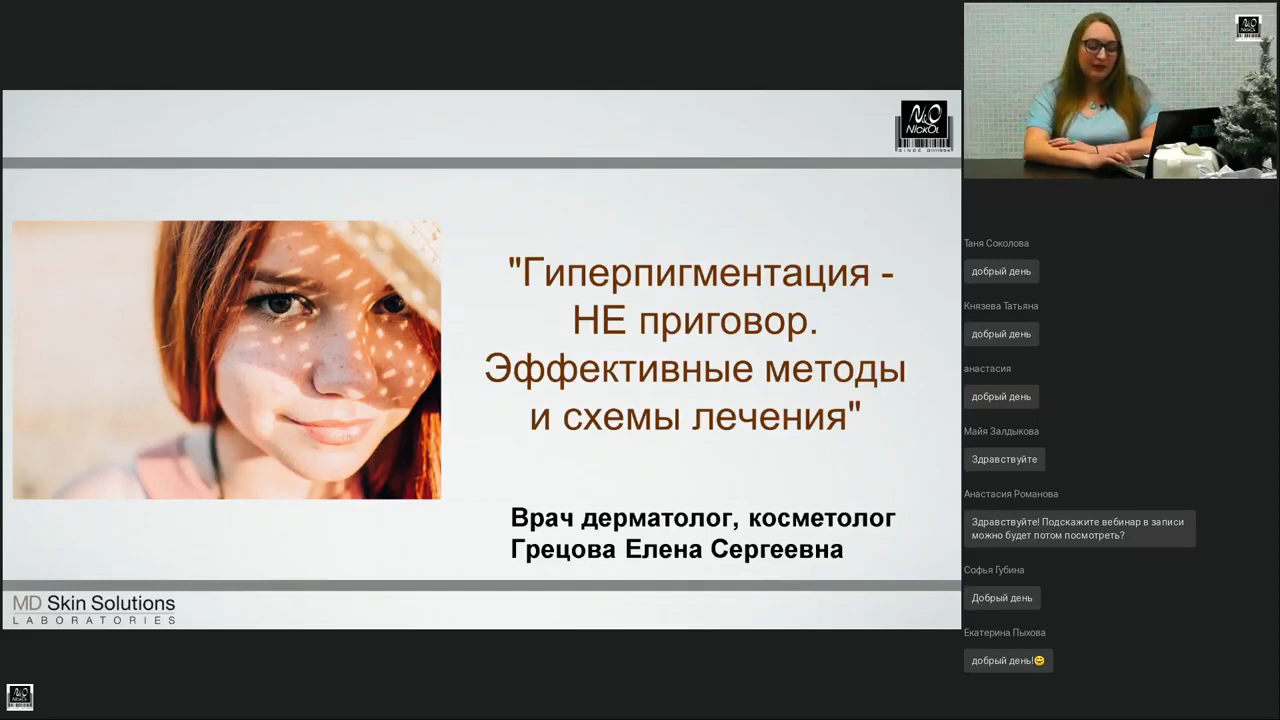 NickOL
SINCE
"Гиперпигментация -
НЕ приговор.
Эффективные методы
и схемы лечения"
Врач дерматолог, косметолог
Грецова Елена Сергеевна
MD Skin Solutions
LABORATORIES
Таня Соколова
добрый день
Князева Татьяна
добрый день
анастасия
добрый день
Майя Залдыкова
Здравствуйте
Анастасия Романова
Здравствуйте! Подскажите вебинар в записи
можно будет потом посмотреть?
Софья Губина
Добрый день
Екатерина Пыхова
добрый день!😊